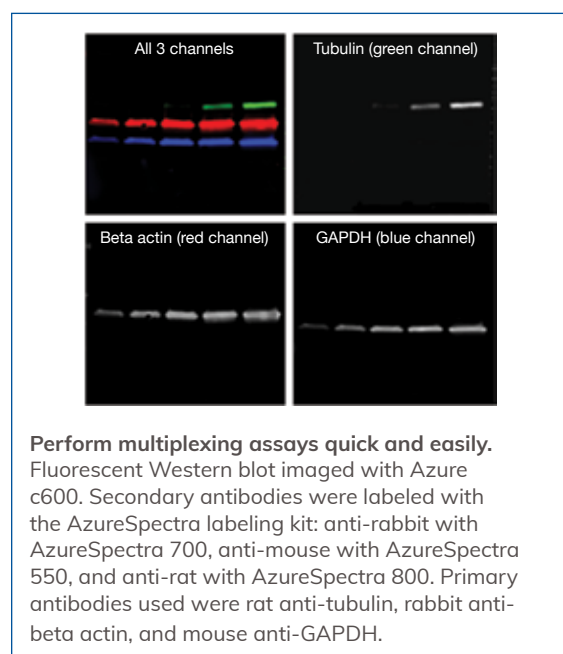 All 3 channels
Tubulin (green channel)
Beta actin (red channel)
GAPDH (blue channel)
Perform multiplexing assays quick and easily.
Fluorescent Western blot imaged with Azure
c600. Secondary antibodies were labeled with
the AzureSpectra labeling kit: anti-rabbit with
AzureSpectra 700, anti-mouse with AzureSpectra
550, and anti-rat with AzureSpectra 800. Primary
antibodies used were rat anti-tubulin, rabbit anti-
beta actin, and mouse anti-GAPDH.